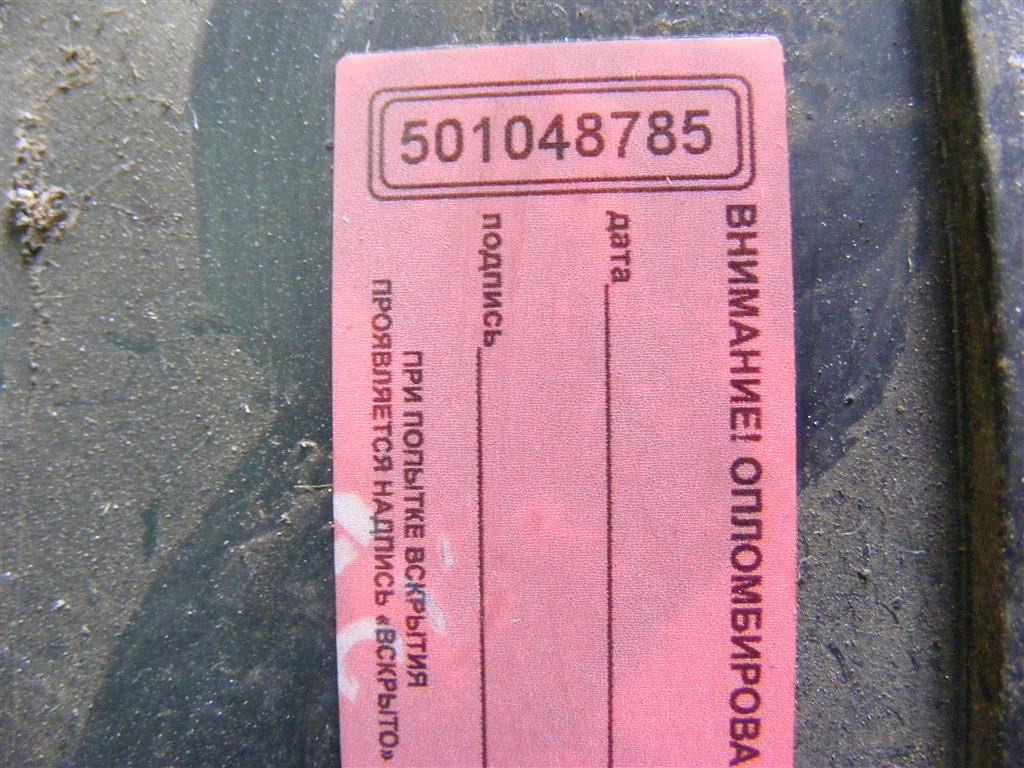 501048785
ВНИМАНИЕ! ОПЛОМБИРОВА
дата
подпись
ПРИ ПОПЫТКЕ ВСКРЫТИЯ
ПРОЯВЛЯЕТСЯ НАДПИСЬ «ВСКРЫТО»